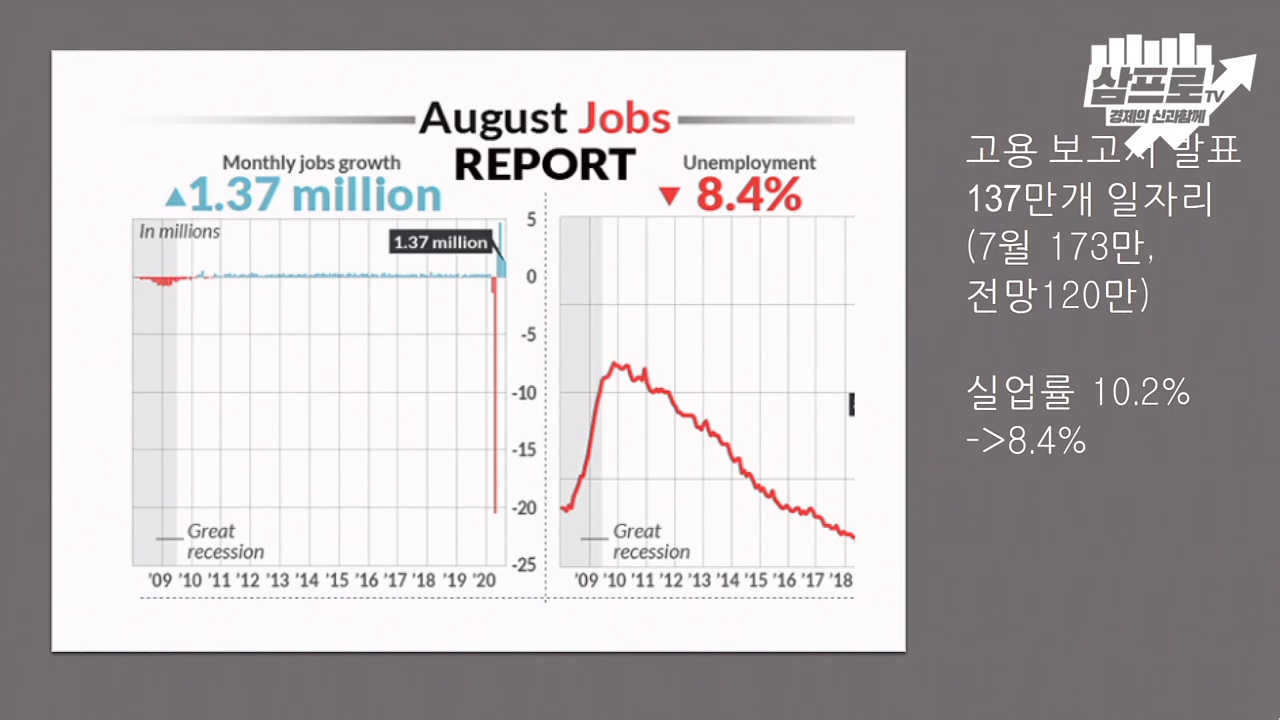 August Jobs
REPORT
Monthly jobs growth
▲1.37 million
Unemployment
▼ 8.4%
In millions
1.37 million
5
0
-5
-10
-15
-20
-25
Great
recession
'09 '10 '11 '12 '13 '14 '15 '16 '17 '18 '19 '20
Great
recession
'09 '10 '11 '12 '13 '14 '15 '16 '17 '18
삼프로TV
경제의 신과함께
고용 보고서 발표
137만개 일자리
(7월 173만,
전망120만)
실업률 10.2%
->8.4%